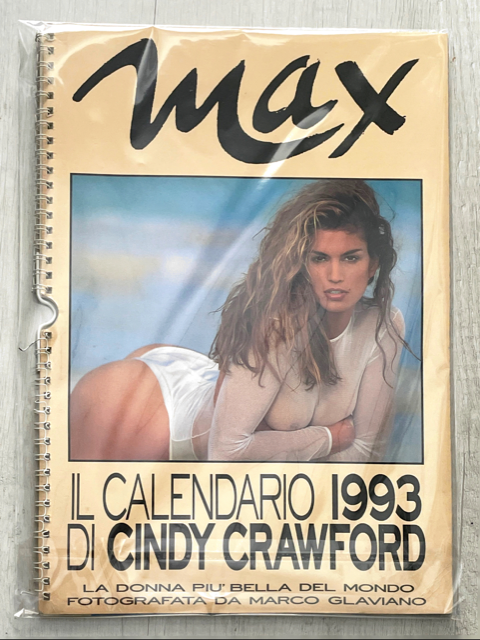 max
IL CALENDARIO 1993
DI CINDY CRAWFORD
LA DONNA PIU' BELLA DEL MONDO
FOTOGRAFATA DA MARCO GLAVIANO